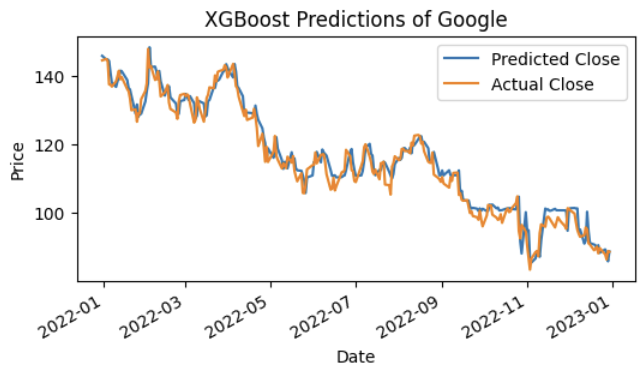 XGBoost Predictions of Google
Predicted Close
Actual Close
Price
140
120
100
2022-01
2022-03
2022-05
2022-07
2022-09
2022-11
2023-01
Date